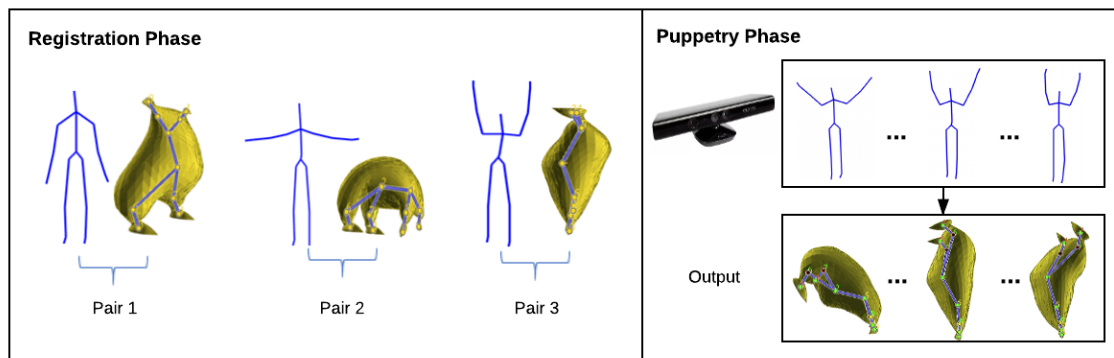 Registration Phase
Pair 1
Pair 2
Pair 3
Puppetry Phase
...
...
Output
...
...